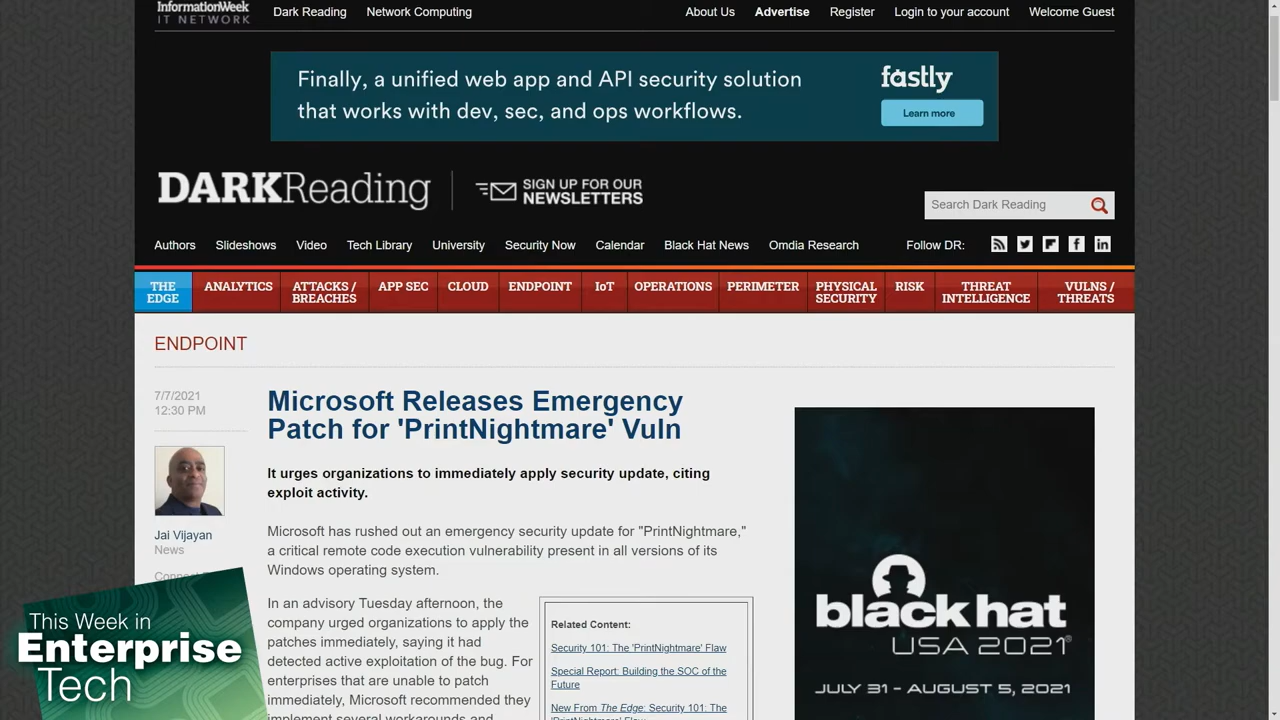 InformationWeek
IT NETWORK
Dark Reading
Network Computing
About Us
Advertise
Register
Login to your account
Welcome Guest
Finally, a unified web app and API security solution
that works with dev, sec, and ops workflows.
fastly
Learn more
DARKReading
SIGN UP FOR OUR
NEWSLETTERS
Search Dark Reading
Authors
Slideshows
Video
Tech Library
University
Security Now
Calendar
Black Hat News
Omdia Research
Follow DR:
THE
EDGE
ANALYTICS
ATTACKS /
BREACHES
APP SEC
CLOUD
ENDPOINT
IoT
OPERATIONS
PERIMETER
PHYSICAL
SECURITY
RISK
THREAT
INTELLIGENCE
VULNS /
THREATS
ENDPOINT
7/7/2021
12:30 PM
Jai Vijayan
News
Microsoft Releases Emergency
Patch for 'PrintNightmare' Vuln
It urges organizations to immediately apply security update, citing
exploit activity.
Microsoft has rushed out an emergency security update for "PrintNightmare,"
a critical remote code execution vulnerability present in all versions of its
Windows operating system.
In an advisory Tuesday afternoon, the
company urged organizations to apply the
patches immediately, saying it had
detected active exploitation of the bug. For
enterprises that are unable to patch
immediately, Microsoft recommended they
implement several workarounds and
Related Content:
Security 101: The 'PrintNightmare' Flaw
Special Report: Building the SOC of the
Future
New From The Edge: Security 101: The
'PrintNightmare' Flaw
black hat
USA 2021
JULY 31 - AUGUST 5, 2021
This Week in
Enterprise
Tech